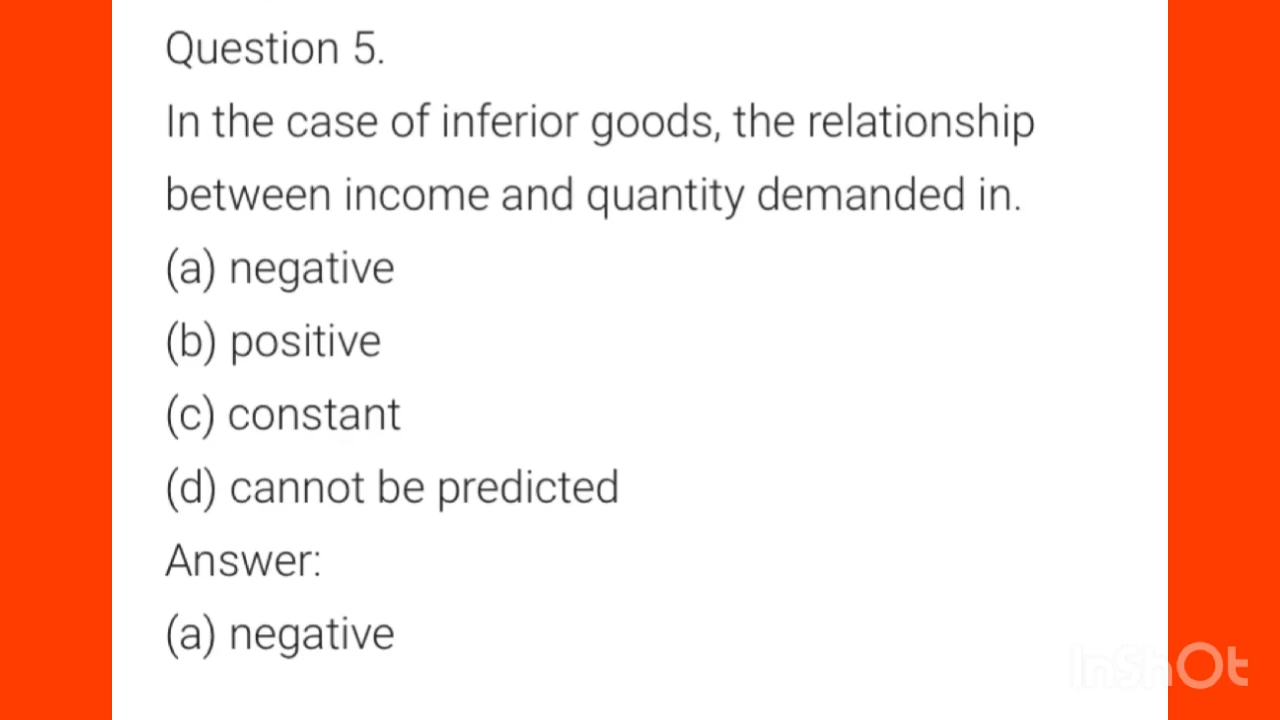 Question 5.
In the case of inferior goods, the relationship
between income and quantity demanded in.
(a) negative
(b) positive
(c) constant
(d) cannot be predicted
Answer:
(a) negative
InShOt